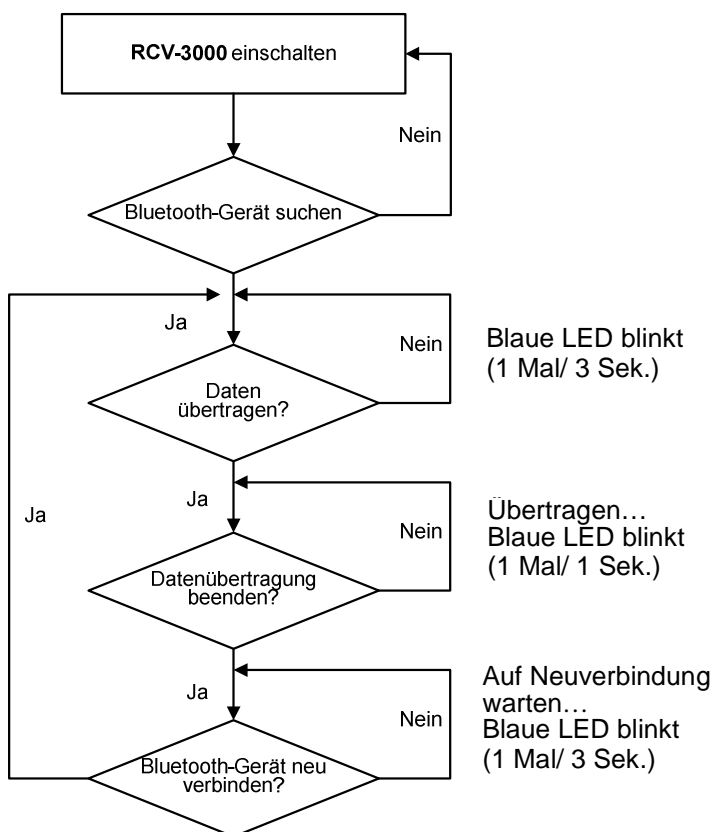 RCV-3000 einschalten
Nein
Bluetooth-Gerät suchen
Ja
Nein
Blaue LED blinkt
(1 Mal/ 3 Sek.)
Daten
übertragen?
Ja
Ja
Nein
Übertragen…
Blaue LED blinkt
(1 Mal/ 1 Sek.)
Datenübertragung
beenden?
Ja
Nein
Auf Neuverbindung
warten…
Blaue LED blinkt
(1 Mal/ 3 Sek.)
Bluetooth-Gerät neu
verbinden?